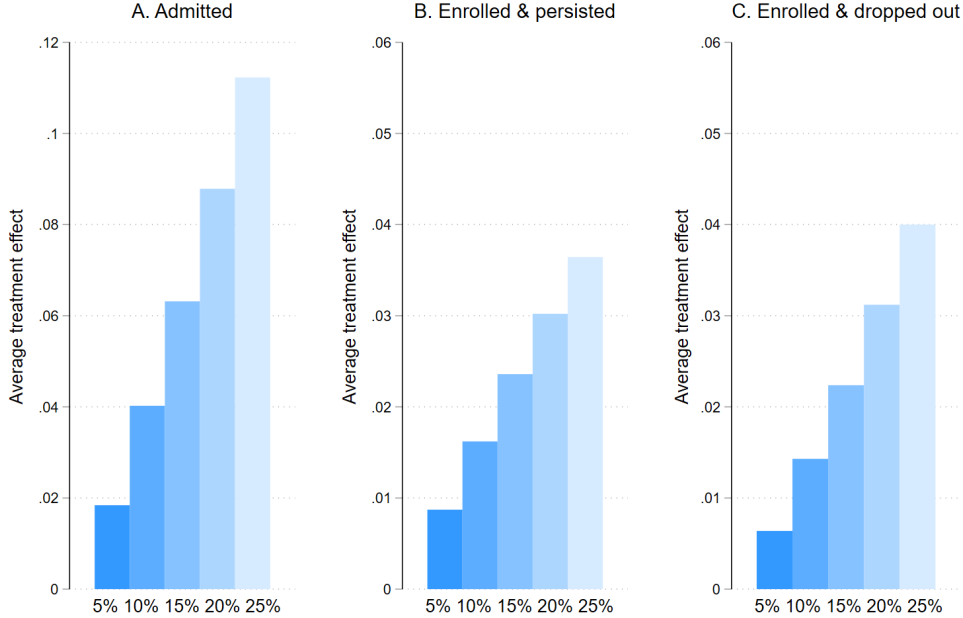 A. Admitted
Average treatment effect
.12
.1
.08
.06
.04
.02
0
5% 10% 15% 20% 25%
B. Enrolled & persisted
Average treatment effect
.06
.05
.04
.03
.02
.01
0
5% 10% 15% 20% 25%
C. Enrolled & dropped out
Average treatment effect
.06
.05
.04
.03
.02
.01
0
5% 10% 15% 20% 25%